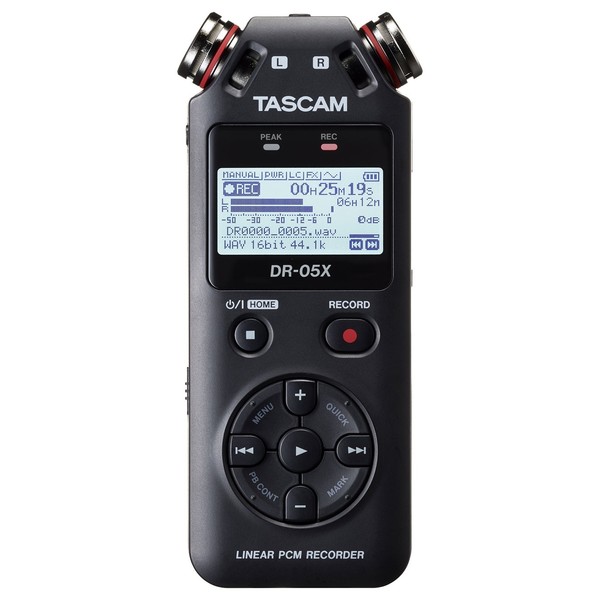 L R
TASCAM
PEAK REC
MANUAL PWR LC FX
REC 00H25M19S
L 06H12M
R
-50 -30 -20 -12 -6 0 0dB
DR0000_0005.wav
WAV 16bit 44.1k
DR-05X
HOME RECORD
MENU + QUICK
PB CONT − MARK
LINEAR PCM RECORDER